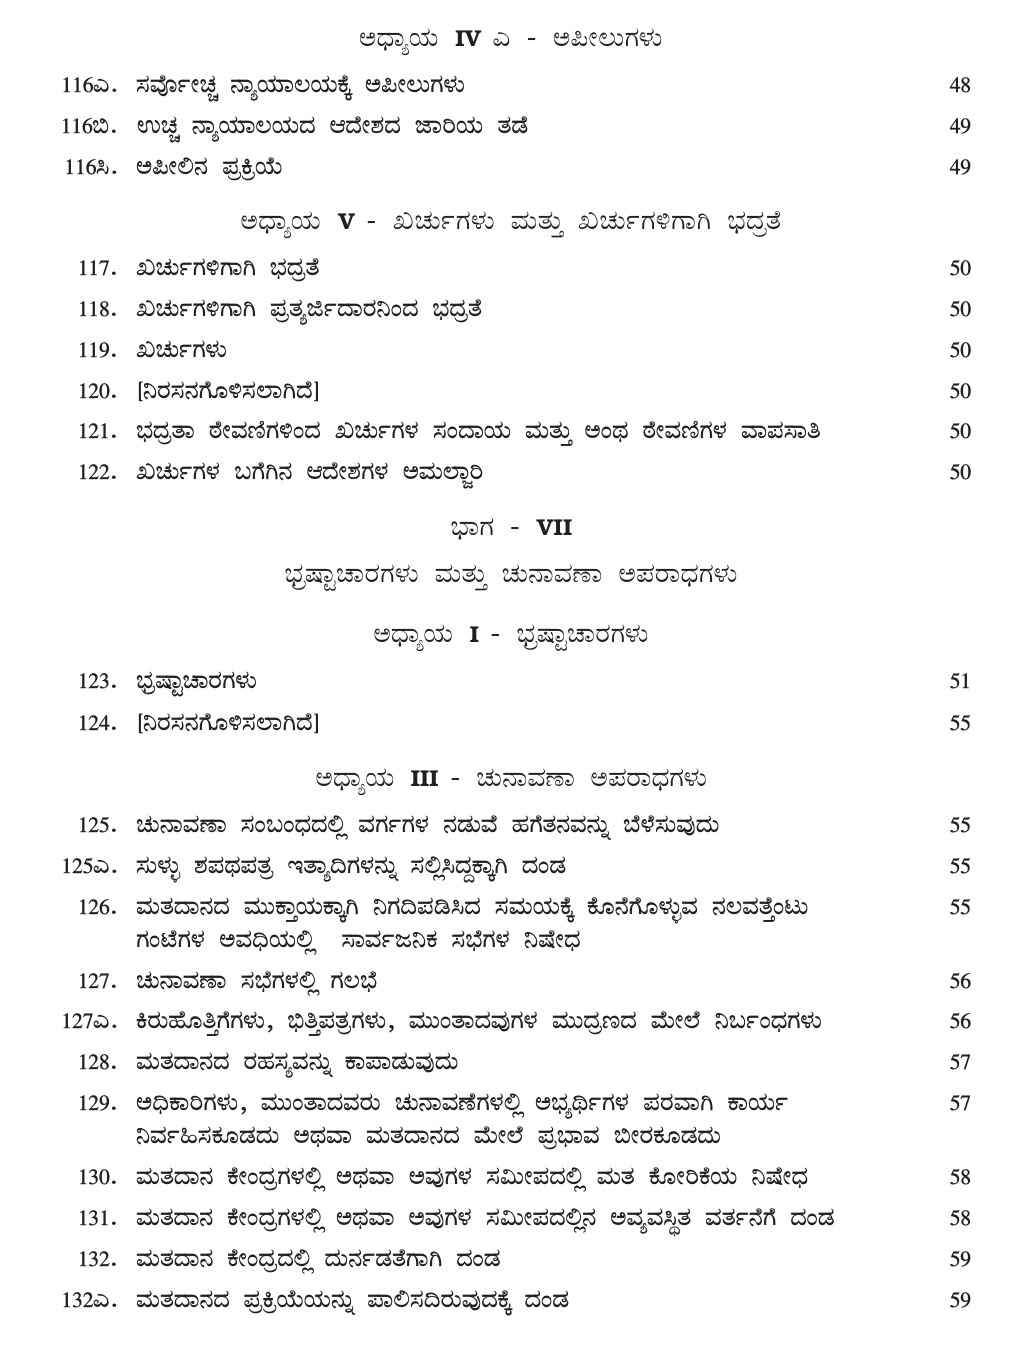 ಅಧ್ಯಾಯ IV ಎ - ಅಪೀಲುಗಳು
116ಎ. ಸರ್ವೋಚ್ಚ ನ್ಯಾಯಾಲಯಕ್ಕೆ ಅಪೀಲುಗಳು 48
116ಬಿ. ಉಚ್ಚ ನ್ಯಾಯಾಲಯದ ಆದೇಶದ ಜಾರಿಯ ತಡೆ 49
116ಸಿ. ಅಪೀಲಿನ ಪ್ರಕ್ರಿಯೆ 49
ಅಧ್ಯಾಯ V - ಖರ್ಚುಗಳು ಮತ್ತು ಖರ್ಚುಗಳಿಗಾಗಿ ಭದ್ರತೆ
117. ಖರ್ಚುಗಳಿಗಾಗಿ ಭದ್ರತೆ 50
118. ಖರ್ಚುಗಳಿಗಾಗಿ ಪ್ರತ್ಯರ್ಜಿದಾರನಿಂದ ಭದ್ರತೆ 50
119. ಖರ್ಚುಗಳು 50
120. [ನಿರಸನಗೊಳಿಸಲಾಗಿದೆ] 50
121. ಭದ್ರತಾ ಠೇವಣಿಗಳಿಂದ ಖರ್ಚುಗಳ ಸಂದಾಯ ಮತ್ತು ಅಂಥ ಠೇವಣಿಗಳ ವಾಪಸಾತಿ 50
122. ಖರ್ಚುಗಳ ಬಗೆಗಿನ ಆದೇಶಗಳ ಅಮಲ್ಜಾರಿ 50
ಭಾಗ - VII
ಭ್ರಷ್ಟಾಚಾರಗಳು ಮತ್ತು ಚುನಾವಣಾ ಅಪರಾಧಗಳು
ಅಧ್ಯಾಯ I - ಭ್ರಷ್ಟಾಚಾರಗಳು
123. ಭ್ರಷ್ಟಾಚಾರಗಳು 51
124. [ನಿರಸನಗೊಳಿಸಲಾಗಿದೆ] 55
ಅಧ್ಯಾಯ III - ಚುನಾವಣಾ ಅಪರಾಧಗಳು
125. ಚುನಾವಣಾ ಸಂಬಂಧದಲ್ಲಿ ವರ್ಗಗಳ ನಡುವೆ ಹಗೆತನವನ್ನು ಬೆಳೆಸುವುದು 55
125ಎ. ಸುಳ್ಳು ಶಪಥಪತ್ರ ಇತ್ಯಾದಿಗಳನ್ನು ಸಲ್ಲಿಸಿದ್ದಕ್ಕಾಗಿ ದಂಡ 55
126. ಮತದಾನದ ಮುಕ್ತಾಯಕ್ಕಾಗಿ ನಿಗದಿಪಡಿಸಿದ ಸಮಯಕ್ಕೆ ಕೊನೆಗೊಳ್ಳುವ ನಲವತ್ತೆಂಟು 55
ಗಂಟೆಗಳ ಅವಧಿಯಲ್ಲಿ ಸಾರ್ವಜನಿಕ ಸಭೆಗಳ ನಿಷೇಧ
127. ಚುನಾವಣಾ ಸಭೆಗಳಲ್ಲಿ ಗಲಭೆ 56
127ಎ. ಕಿರುಹೊತ್ತಿಗೆಗಳು, ಭಿತ್ತಿಪತ್ರಗಳು, ಮುಂತಾದವುಗಳ ಮುದ್ರಣದ ಮೇಲೆ ನಿರ್ಬಂಧಗಳು 56
128. ಮತದಾನದ ರಹಸ್ಯವನ್ನು ಕಾಪಾಡುವುದು 57
129. ಅಧಿಕಾರಿಗಳು, ಮುಂತಾದವರು ಚುನಾವಣೆಗಳಲ್ಲಿ ಅಭ್ಯರ್ಥಿಗಳ ಪರವಾಗಿ ಕಾರ್ಯ 57
ನಿರ್ವಹಿಸಕೂಡದು ಅಥವಾ ಮತದಾನದ ಮೇಲೆ ಪ್ರಭಾವ ಬೀರಕೂಡದು
130. ಮತದಾನ ಕೇಂದ್ರಗಳಲ್ಲಿ ಅಥವಾ ಅವುಗಳ ಸಮೀಪದಲ್ಲಿ ಮತ ಕೋರಿಕೆಯ ನಿಷೇಧ 58
131. ಮತದಾನ ಕೇಂದ್ರಗಳಲ್ಲಿ ಅಥವಾ ಅವುಗಳ ಸಮೀಪದಲ್ಲಿನ ಅವ್ಯವಸ್ಥಿತ ವರ್ತನೆಗೆ ದಂಡ 58
132. ಮತದಾನ ಕೇಂದ್ರದಲ್ಲಿ ದುರ್ನಡತೆಗಾಗಿ ದಂಡ 59
132ಎ. ಮತದಾನದ ಪ್ರಕ್ರಿಯೆಯನ್ನು ಪಾಲಿಸದಿರುವುದಕ್ಕೆ ದಂಡ 59